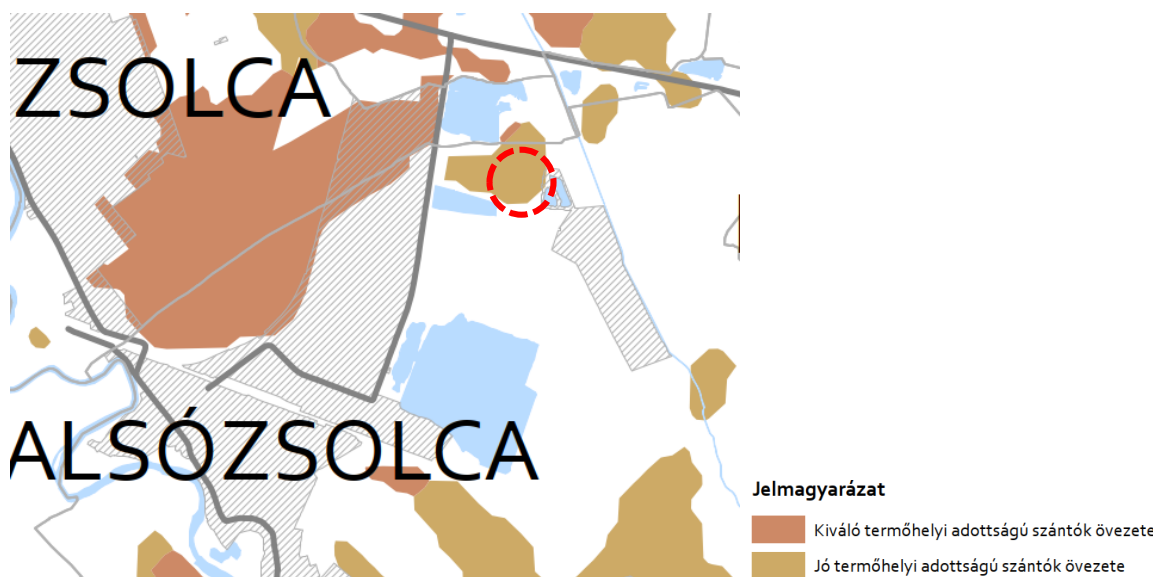 ZSOLCA
ALSÓZSOLCA
Jelmagyarázat
Kiváló termőhelyi adottságú szántók övezete
Jó termőhelyi adottságú szántók övezete